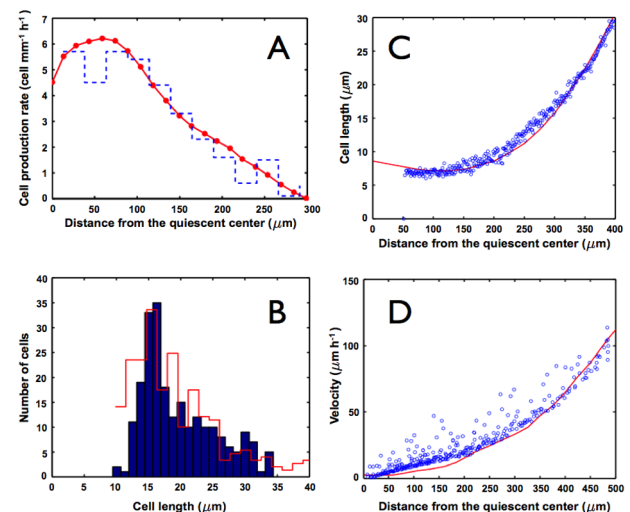 A
Cell production rate (cell mm⁻¹ h⁻¹)
7
6
5
4
3
2
1
0
0 50 100 150 200 250 300
Distance from the quiescent center (μm)
C
Cell length (μm)
30
25
20
15
10
5
0
0 50 100 150 200 250 300 350 400
Distance from the quiescent center (μm)
B
Number of cells
40
35
30
25
20
15
10
5
0
0 5 10 15 20 25 30 35 40
Cell length (μm)
D
Velocity (μm h⁻¹)
150
100
50
0
0 50 100 150 200 250 300 350 400 450 500
Distance from the quiescent center (μm)